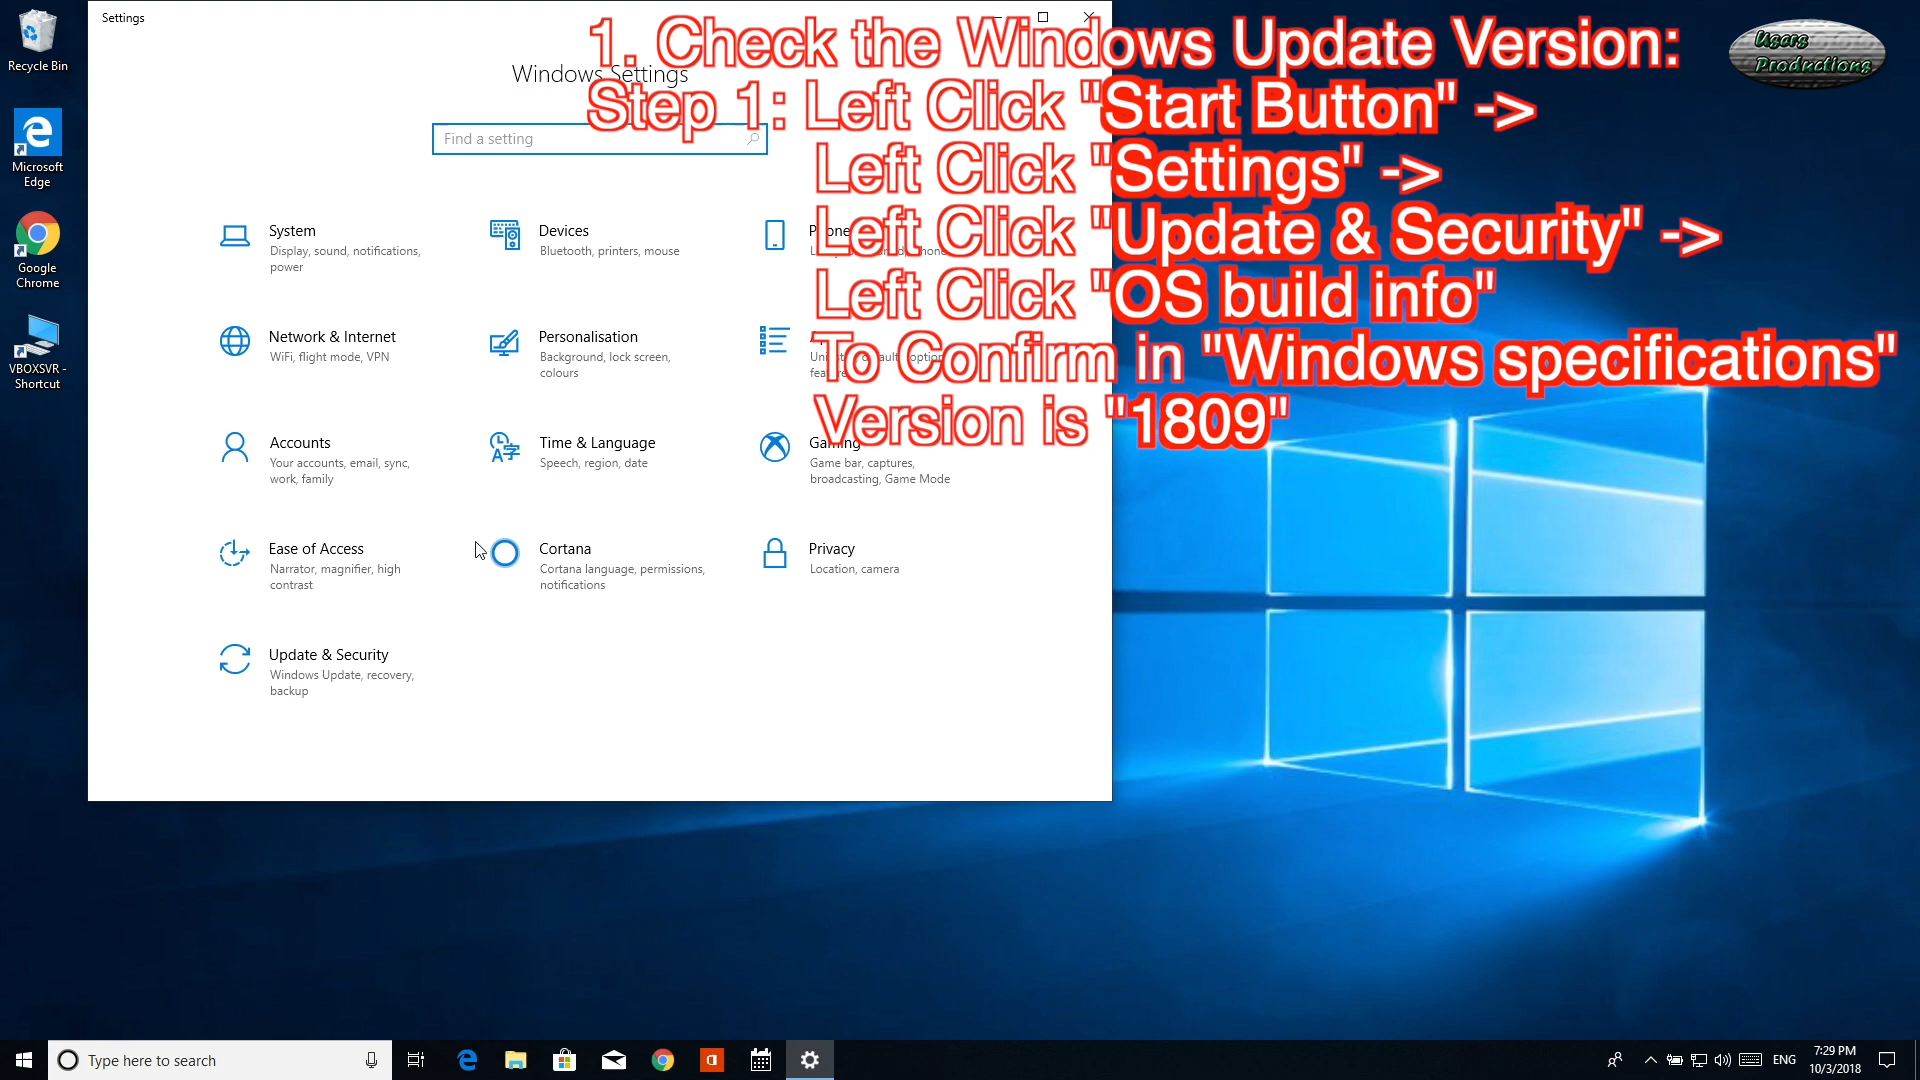 Settings
1. Check the Windows Update Version:
Step 1: Left Click "Start Button" ->
Left Click "Settings" ->
Left Click "Update & Security" ->
Left Click "OS build info"
To Confirm in "Windows specifications"
Version is "1809"
Users
Productions
Windows Settings
Find a setting
Recycle Bin
Microsoft
Edge
Google
Chrome
VBOXSVR -
Shortcut
System
Display, sound, notifications,
power
Devices
Bluetooth, printers, mouse
Phone
Network & Internet
WiFi, flight mode, VPN
Personalisation
Background, lock screen,
colours
Accounts
Your accounts, email, sync,
work, family
Time & Language
Speech, region, date
Gaming
Game bar, captures,
broadcasting, Game Mode
Ease of Access
Narrator, magnifier, high
contrast
Cortana
Cortana language, permissions,
notifications
Privacy
Location, camera
Update & Security
Windows Update, recovery,
backup
Type here to search
ENG
7:29 PM
10/3/2018